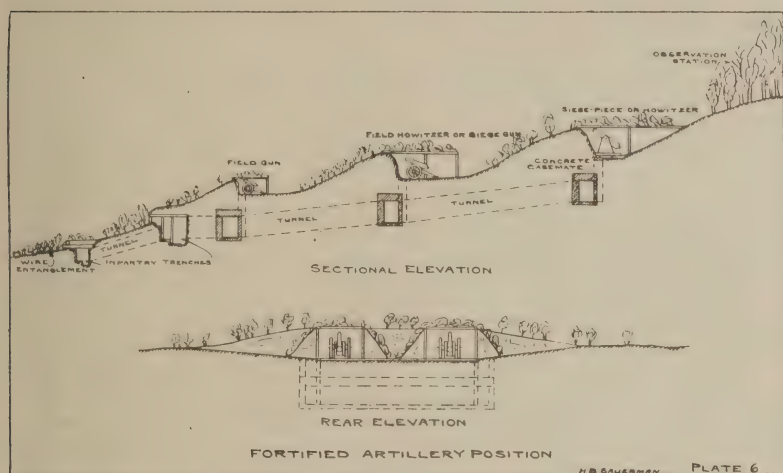 OBSERVATION
STATION
SIEGE-PIECE OR HOWITZER
FIELD HOWITZER OR SIEGE GUN
FIELD GUN
CONCRETE
CASEMATE
TUNNEL
TUNNEL
TUNNEL
WIRE
ENTANGLEMENT
INFANTRY TRENCHES
SECTIONAL ELEVATION
REAR ELEVATION
FORTIFIED ARTILLERY POSITION
H.B. BAUERMAN
PLATE 6